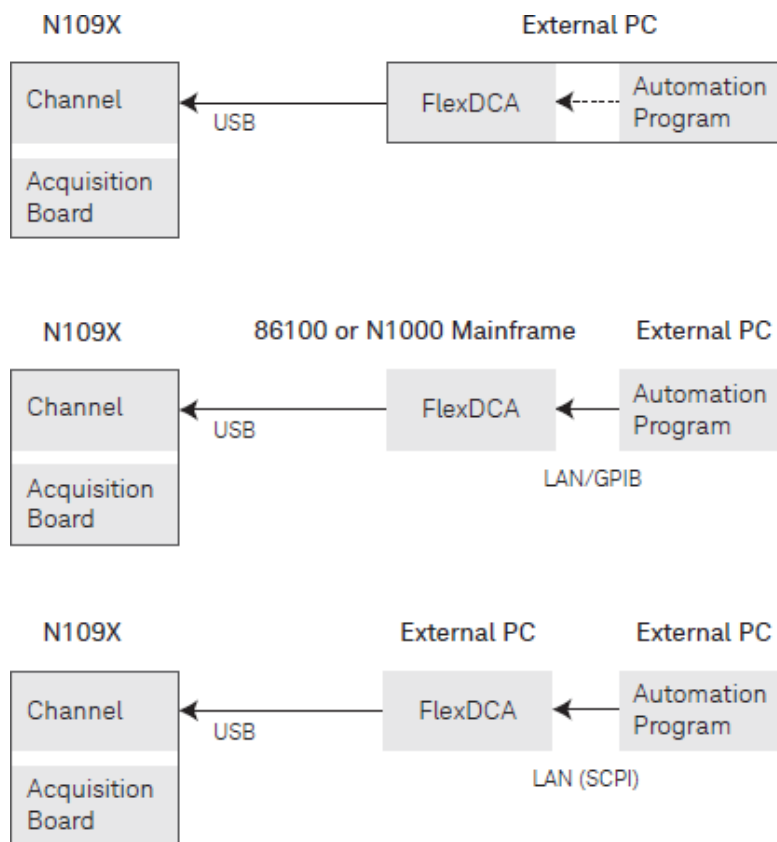 N109X
External PC
Channel
FlexDCA
Automation
Program
USB
Acquisition
Board
N109X
86100 or N1000 Mainframe
External PC
Channel
FlexDCA
Automation
Program
USB
LAN/GPIB
Acquisition
Board
N109X
External PC
External PC
Channel
FlexDCA
Automation
Program
USB
LAN (SCPI)
Acquisition
Board